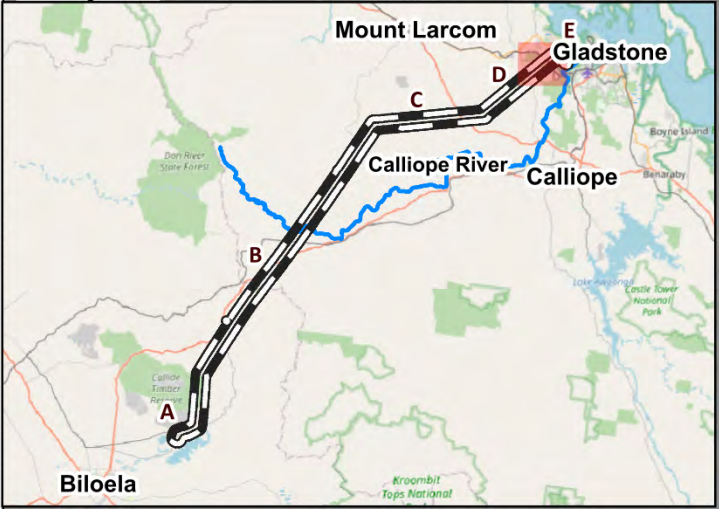 Mount Larcom
E
Gladstone
D
C
Don River
State Forest
Calliope River
Calliope
Boyne Island
Benaraby
B
Lake Awoonga
Castle Tower
National
Park
Callide
Timber
Reserve
A
Biloela
Kroombit
Tops National